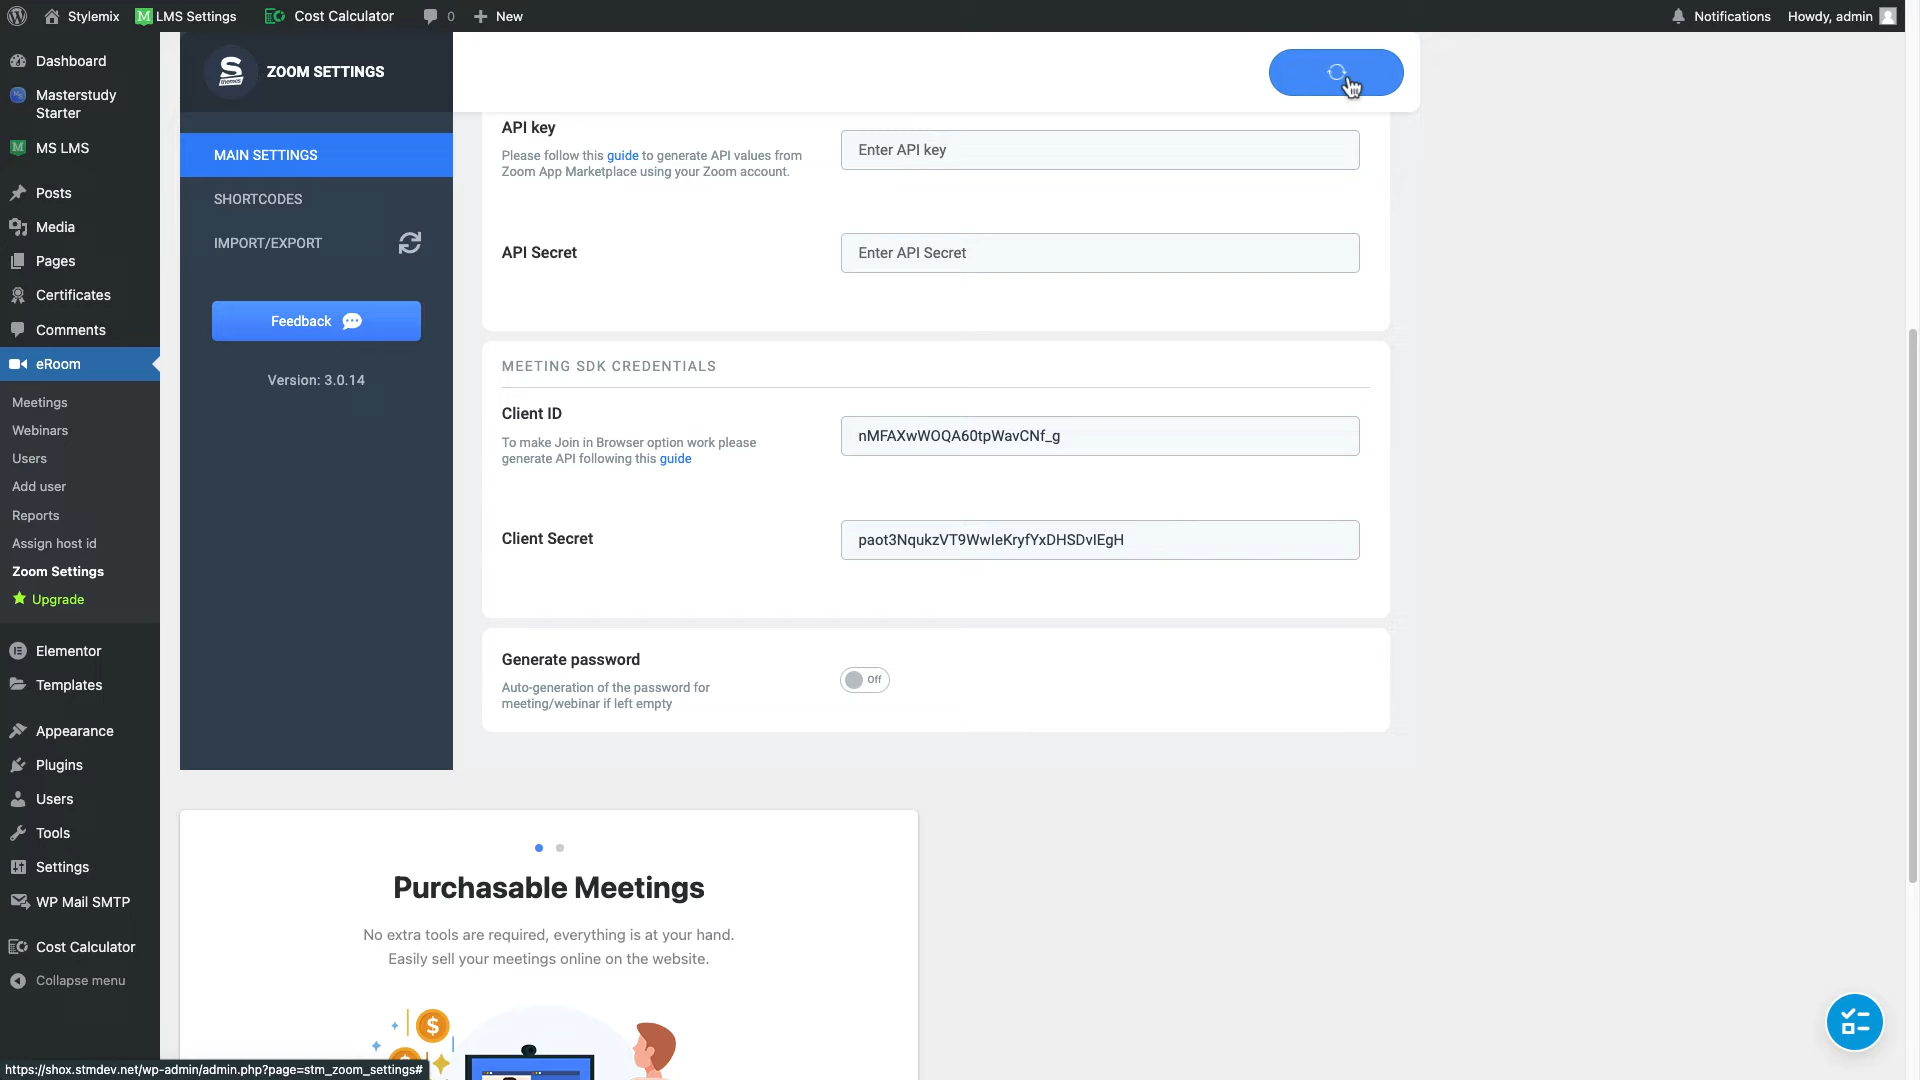 Stylemix
LMS Settings
Cost Calculator
0
New
Notifications
Howdy, admin
Dashboard
Masterstudy
Starter
MS LMS
Posts
Media
Pages
Certificates
Comments
eRoom
Meetings
Webinars
Users
Add user
Reports
Assign host id
Zoom Settings
Upgrade
Elementor
Templates
Appearance
Plugins
Users
Tools
Settings
WP Mail SMTP
Cost Calculator
Collapse menu
ZOOM SETTINGS
MAIN SETTINGS
SHORTCODES
IMPORT/EXPORT
Feedback
Version: 3.0.14
API key
Please follow this guide to generate API values from
Zoom App Marketplace using your Zoom account.
Enter API key
API Secret
Enter API Secret
MEETING SDK CREDENTIALS
Client ID
To make Join in Browser option work please
generate API following this guide
nMFAXwWOQA60tpWavCNf_g
Client Secret
paot3NqukzVT9WwIeKryfYxDHSDvIEgH
Generate password
Auto-generation of the password for
meeting/webinar if left empty
Off
Purchasable Meetings
No extra tools are required, everything is at your hand.
Easily sell your meetings online on the website.
https://shox.stmdev.net/wp-admin/admin.php?page=stm_zoom_settings#